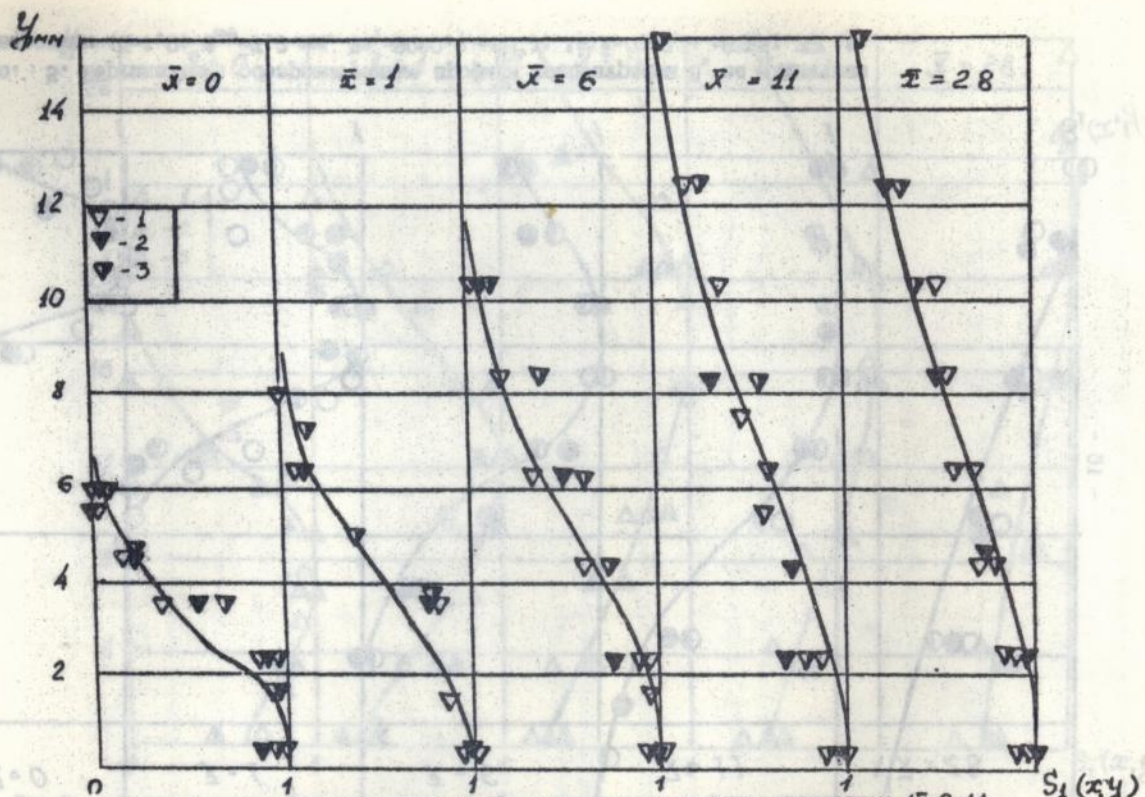 yмм
x̄=0 x̄=1 x̄=6 x̄=11 x̄=28
14
12
▽ - 1
▼ - 2
▽ - 3
10
8
6
4
2
0 1 1 1 1 S₁(x,y)